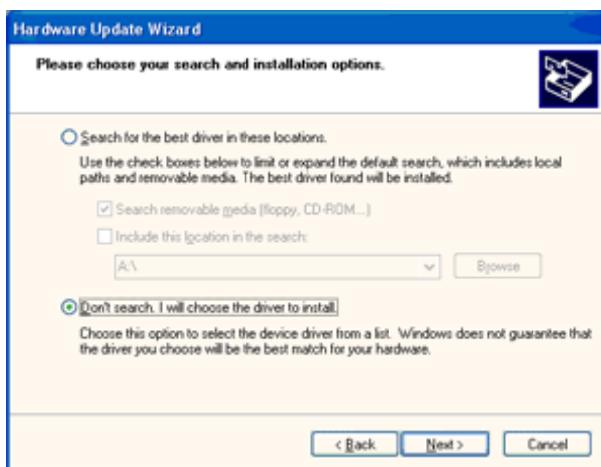 Hardware Update Wizard
Please choose your search and installation options.
Search for the best driver in these locations.
Use the check boxes below to limit or expand the default search, which includes local
paths and removable media. The best driver found will be installed.
Search removable media (floppy, CD-ROM...)
Include this location in the search:
A:\
Browse
Don't search. I will choose the driver to install.
Choose this option to select the device driver from a list. Windows does not guarantee that
the driver you choose will be the best match for your hardware.
< Back Next > Cancel